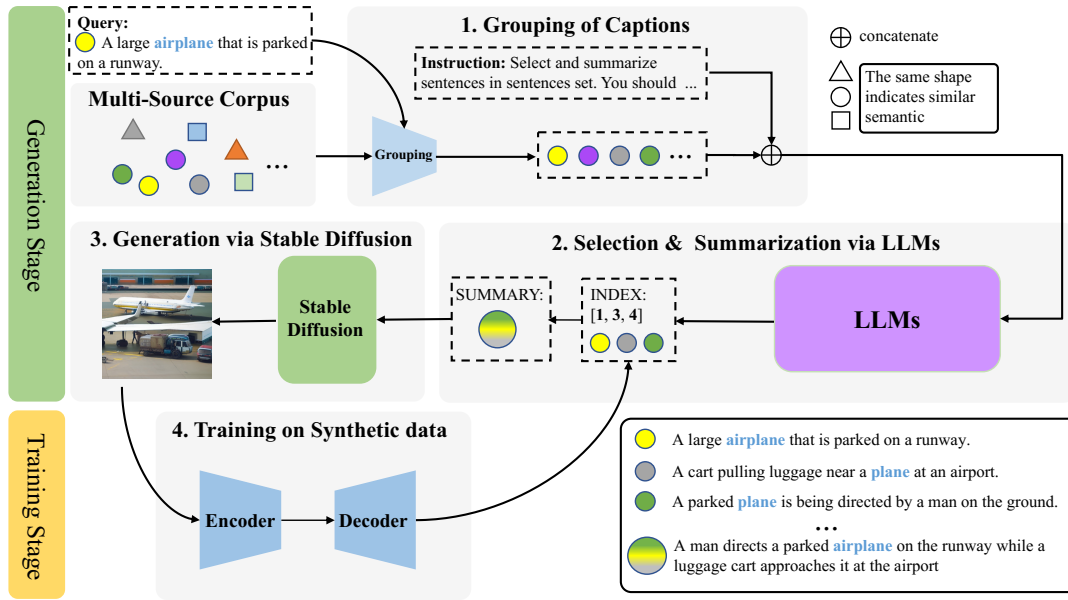 Generation Stage
Training Stage
Query:
A large airplane that is parked
on a runway.
Multi-Source Corpus
...
1. Grouping of Captions
Instruction: Select and summarize
sentences in sentences set. You should ...
Grouping
...
concatenate
The same shape
indicates similar
semantic
3. Generation via Stable Diffusion
Stable
Diffusion
2. Selection & Summarization via LLMs
SUMMARY:
INDEX:
[1, 3, 4]
LLMs
4. Training on Synthetic data
Encoder
Decoder
A large airplane that is parked on a runway.
A cart pulling luggage near a plane at an airport.
A parked plane is being directed by a man on the ground.
...
A man directs a parked airplane on the runway while a
luggage cart approaches it at the airport